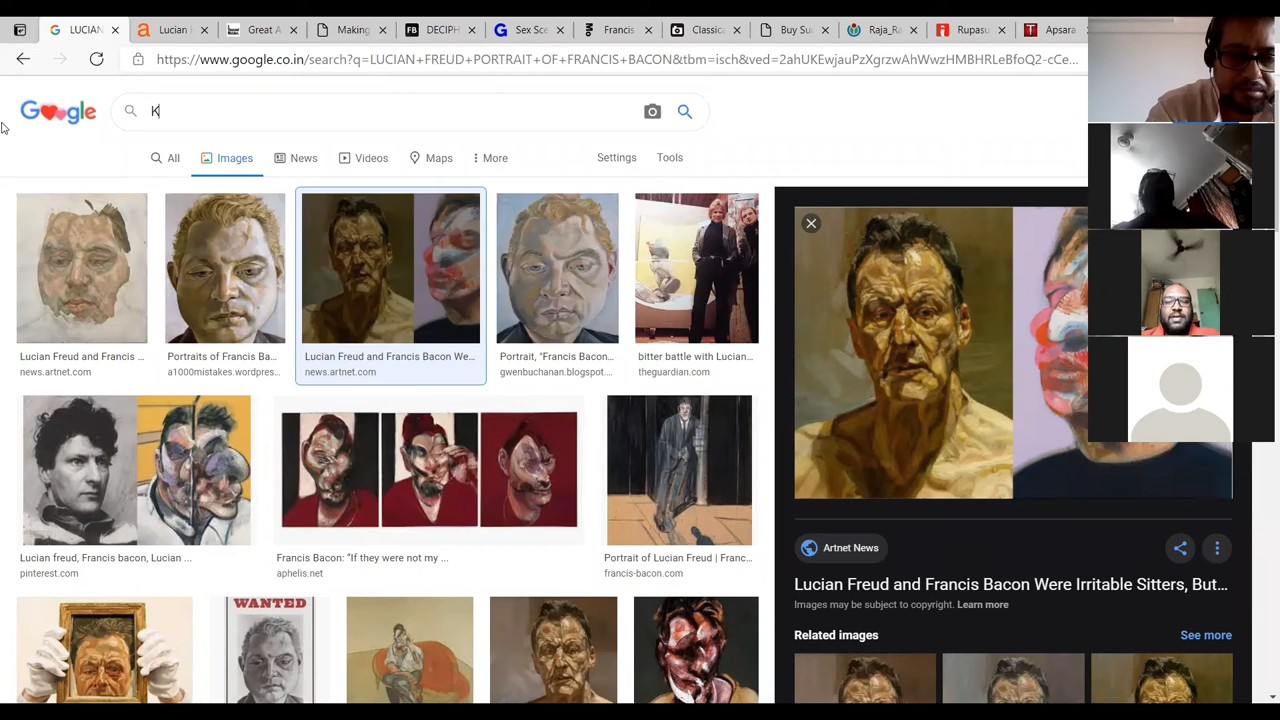 LUCIAN
Lucian
Great A
Making
FB
DECIPH
Sex Sce
Francis
Classica
Buy Su
Raja_Ra
Rupasu
Apsara
https://www.google.co.in/search?q=LUCIAN+FREUD+PORTRAIT+OF+FRANCIS+BACON&tbm=isch&ved=2ahUKEwjauPzXgrzwAhWwzHMBHRLeBfoQ2-cCe...
Google
K
All
Images
News
Videos
Maps
More
Settings
Tools
Lucian Freud and Francis ...
news.artnet.com
Portraits of Francis Ba...
a1000mistakes.wordpres...
Lucian Freud and Francis Bacon We...
news.artnet.com
Portrait, "Francis Bacon...
gwenbuchanan.blogspot....
bitter battle with Lucian...
theguardian.com
Lucian freud, Francis bacon, Lucian ...
pinterest.com
Francis Bacon: “If they were not my ...
aphelis.net
Portrait of Lucian Freud | Franc...
francis-bacon.com
WANTED
Artnet News
Lucian Freud and Francis Bacon Were Irritable Sitters, But...
Images may be subject to copyright. Learn more
Related images
See more